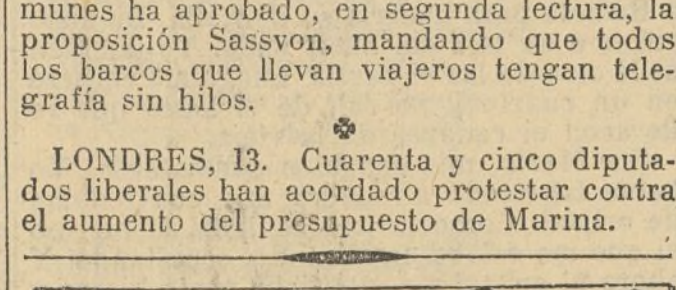 munes ha aprobado, en segunda lectura, la
proposición Sassvon, mandando que todos
los barcos que llevan viajeros tengan tele-
grafía sin hilos.
LONDRES, 13. Cuarenta y cinco diputa-
dos liberales han acordado protestar contra
el aumento del presupuesto de Marina.